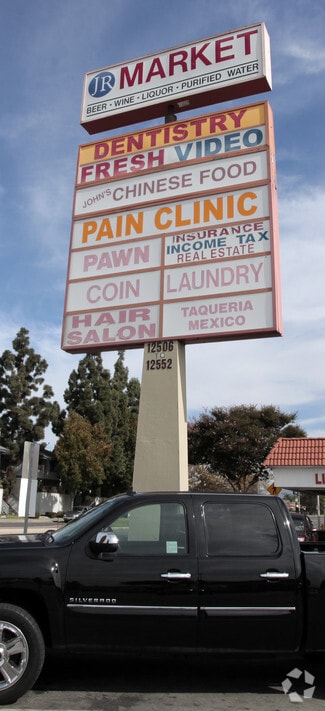 JR MARKET
BEER · WINE · LIQUOR · PURIFIED WATER
DENTISTRY
FRESH VIDEO
JOHN'S CHINESE FOOD
PAIN CLINIC
PAWN
INSURANCE
INCOME TAX
REAL ESTATE
COIN
LAUNDRY
HAIR
SALON
TAQUERIA
MEXICO
12506
TO
12552
SILVERADO